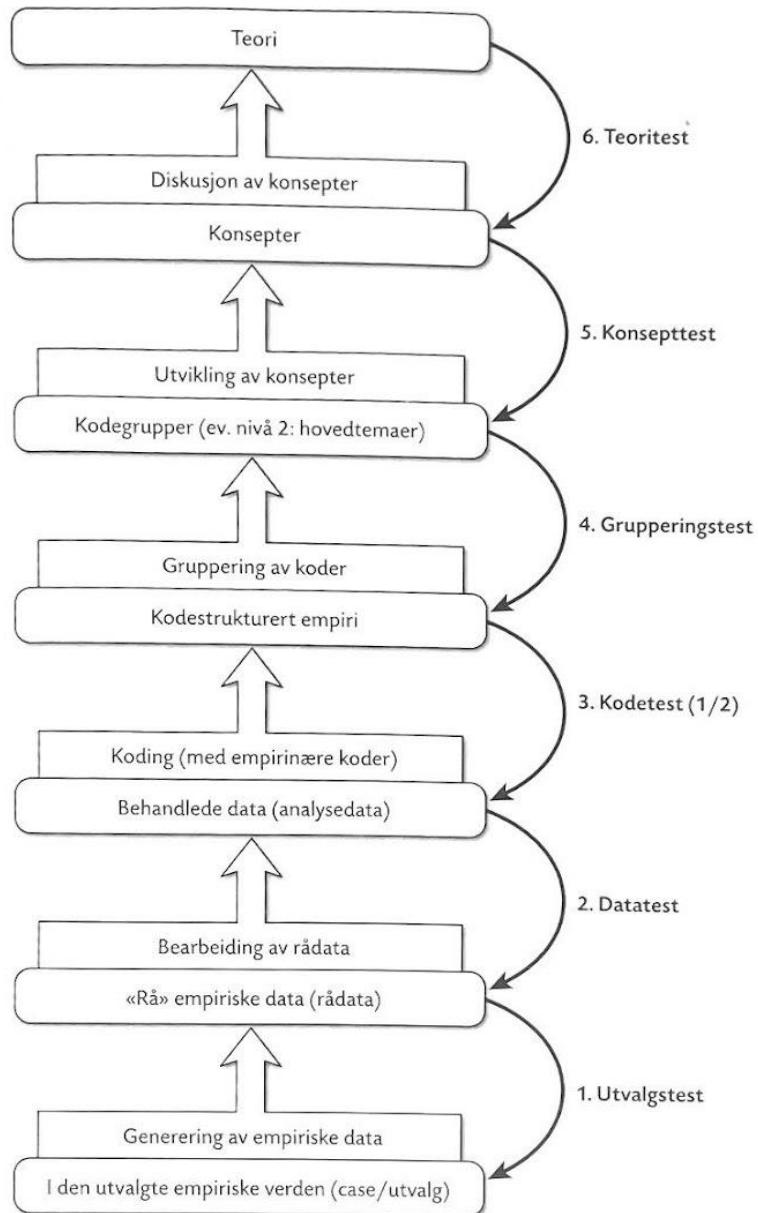 Teori
6. Teoritest
Diskusjon av konsepter
Konsepter
5. Konsepttest
Utvikling av konsepter
Kodegrupper (ev. nivå 2: hovedtemaer)
4. Grupperingstest
Gruppering av koder
Kodestrukturert empiri
3. Kodetest (1/2)
Koding (med empirinære koder)
Behandlede data (analysedata)
2. Datatest
Bearbeiding av rådata
«Rå» empiriske data (rådata)
1. Utvalgstest
Generering av empiriske data
I den utvalgte empiriske verden (case/utvalg)